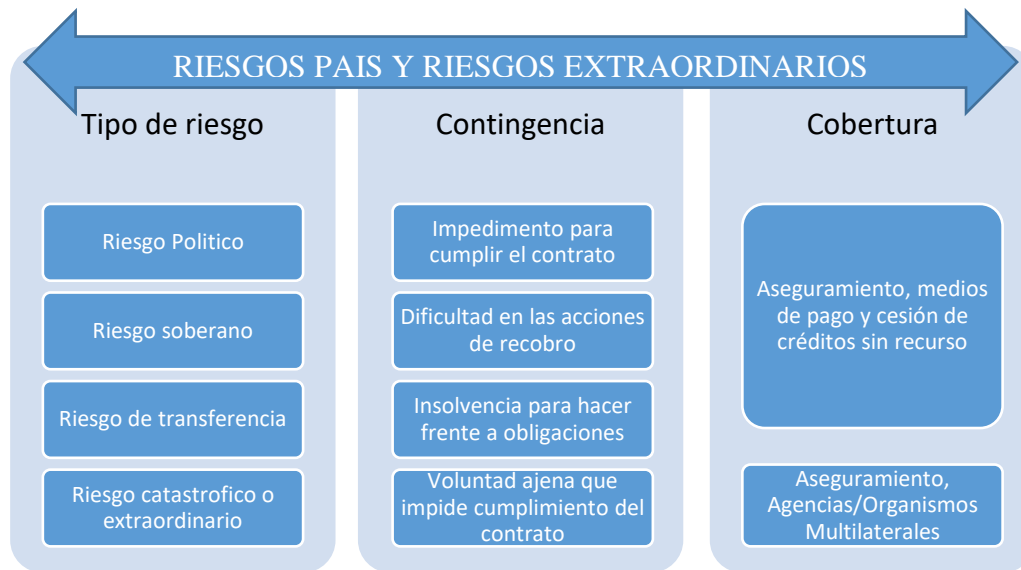 RIESGOS PAIS Y RIESGOS EXTRAORDINARIOS
Tipo de riesgo
Riesgo Politico
Riesgo soberano
Riesgo de transferencia
Riesgo catastrofico o
extraordinario
Contingencia
Impedimento para
cumplir el contrato
Dificultad en las acciones
de recobro
Insolvencia para hacer
frente a obligaciones
Voluntad ajena que
impide cumplimiento del
contrato
Cobertura
Aseguramiento, medios
de pago y cesión de
créditos sin recurso
Aseguramiento,
Agencias/Organismos
Multilaterales